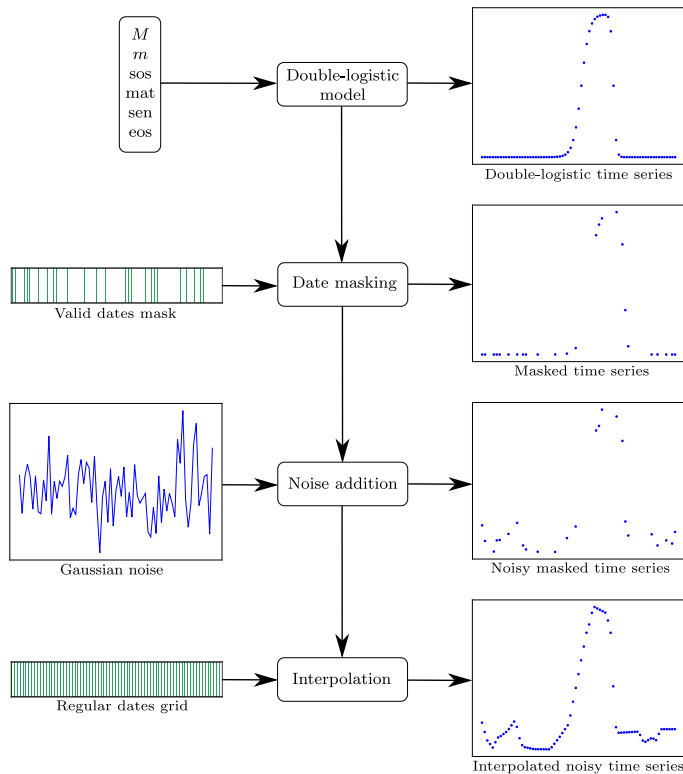 M
m
sos
mat
sen
eos
Double-logistic
model
Double-logistic time series
Date masking
Valid dates mask
Masked time series
Noise addition
Gaussian noise
Noisy masked time series
Interpolation
Regular dates grid
Interpolated noisy time series